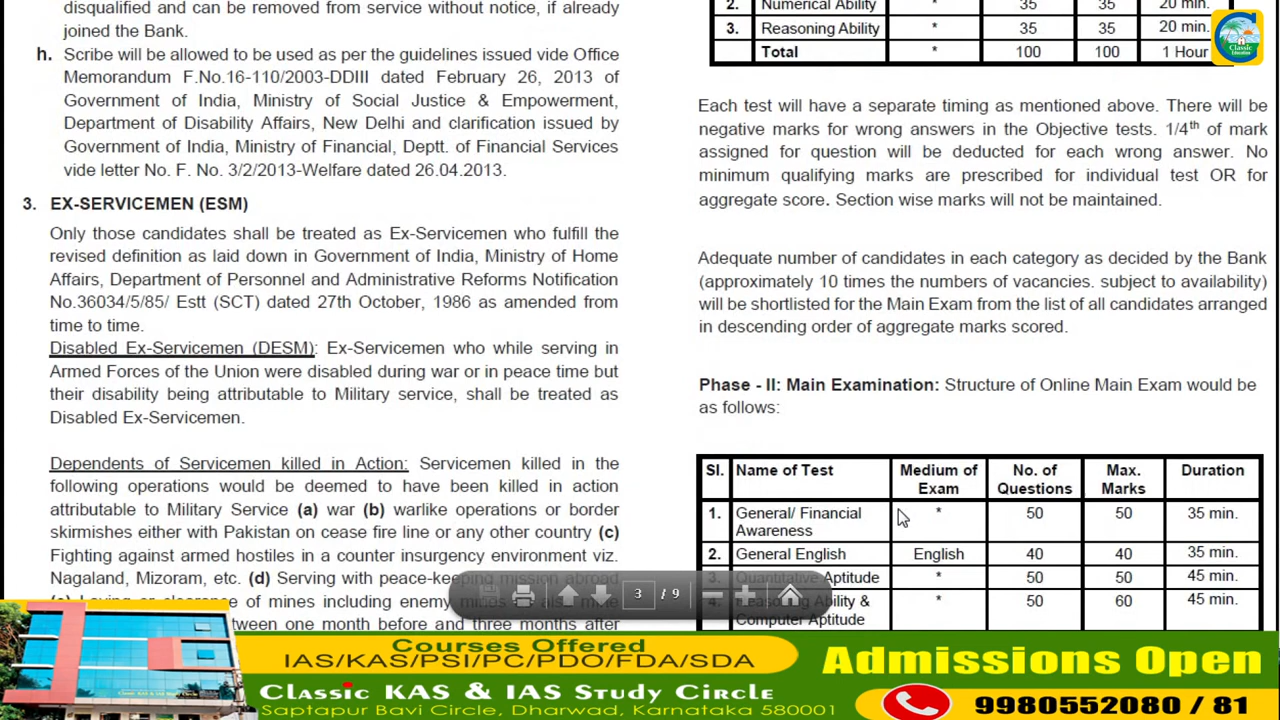 disqualified and can be removed from service without notice, if already
joined the Bank.
h. Scribe will be allowed to be used as per the guidelines issued vide Office
Memorandum F.No.16-110/2003-DDIII dated February 26, 2013 of
Government of India, Ministry of Social Justice & Empowerment,
Department of Disability Affairs, New Delhi and clarification issued by
Government of India, Ministry of Financial, Deptt. of Financial Services
vide letter No. F. No. 3/2/2013-Welfare dated 26.04.2013.
3. EX-SERVICEMEN (ESM)
Only those candidates shall be treated as Ex-Servicemen who fulfill the
revised definition as laid down in Government of India, Ministry of Home
Affairs, Department of Personnel and Administrative Reforms Notification
No.36034/5/85/ Estt (SCT) dated 27th October, 1986 as amended from
time to time.
Disabled Ex-Servicemen (DESM): Ex-Servicemen who while serving in
Armed Forces of the Union were disabled during war or in peace time but
their disability being attributable to Military service, shall be treated as
Disabled Ex-Servicemen.
Dependents of Servicemen killed in Action: Servicemen killed in the
following operations would be deemed to have been killed in action
attributable to Military Service (a) war (b) warlike operations or border
skirmishes either with Pakistan on cease fire line or any other country (c)
Fighting against armed hostiles in a counter insurgency environment viz.
Nagaland, Mizoram, etc. (d) Serving with peace-keeping mission abroad
of mines including enemy mines
between one month before and three months after
2. Numerical Ability * 35 35 20 min.
3. Reasoning Ability * 35 35 20 min.
Total * 100 100 1 Hour
Classic
Education
Each test will have a separate timing as mentioned above. There will be
negative marks for wrong answers in the Objective tests. 1/4th of mark
assigned for question will be deducted for each wrong answer. No
minimum qualifying marks are prescribed for individual test OR for
aggregate score. Section wise marks will not be maintained.
Adequate number of candidates in each category as decided by the Bank
(approximately 10 times the numbers of vacancies. subject to availability)
will be shortlisted for the Main Exam from the list of all candidates arranged
in descending order of aggregate marks scored.
Phase - II: Main Examination: Structure of Online Main Exam would be
as follows:
Sl. Name of Test Medium of Exam No. of Questions Max. Marks Duration
1. General/ Financial Awareness * 50 50 35 min.
2. General English English 40 40 35 min.
3. Quantitative Aptitude * 50 50 45 min.
4. Reasoning Ability & Computer Aptitude * 50 60 45 min.
3 / 9
Courses Offered
IAS/KAS/PSI/PC/PDO/FDA/SDA
Classic KAS & IAS Study Circle
Saptapur Bavi Circle, Dharwad, Karnataka 580001
Admissions Open
9980552080 / 81